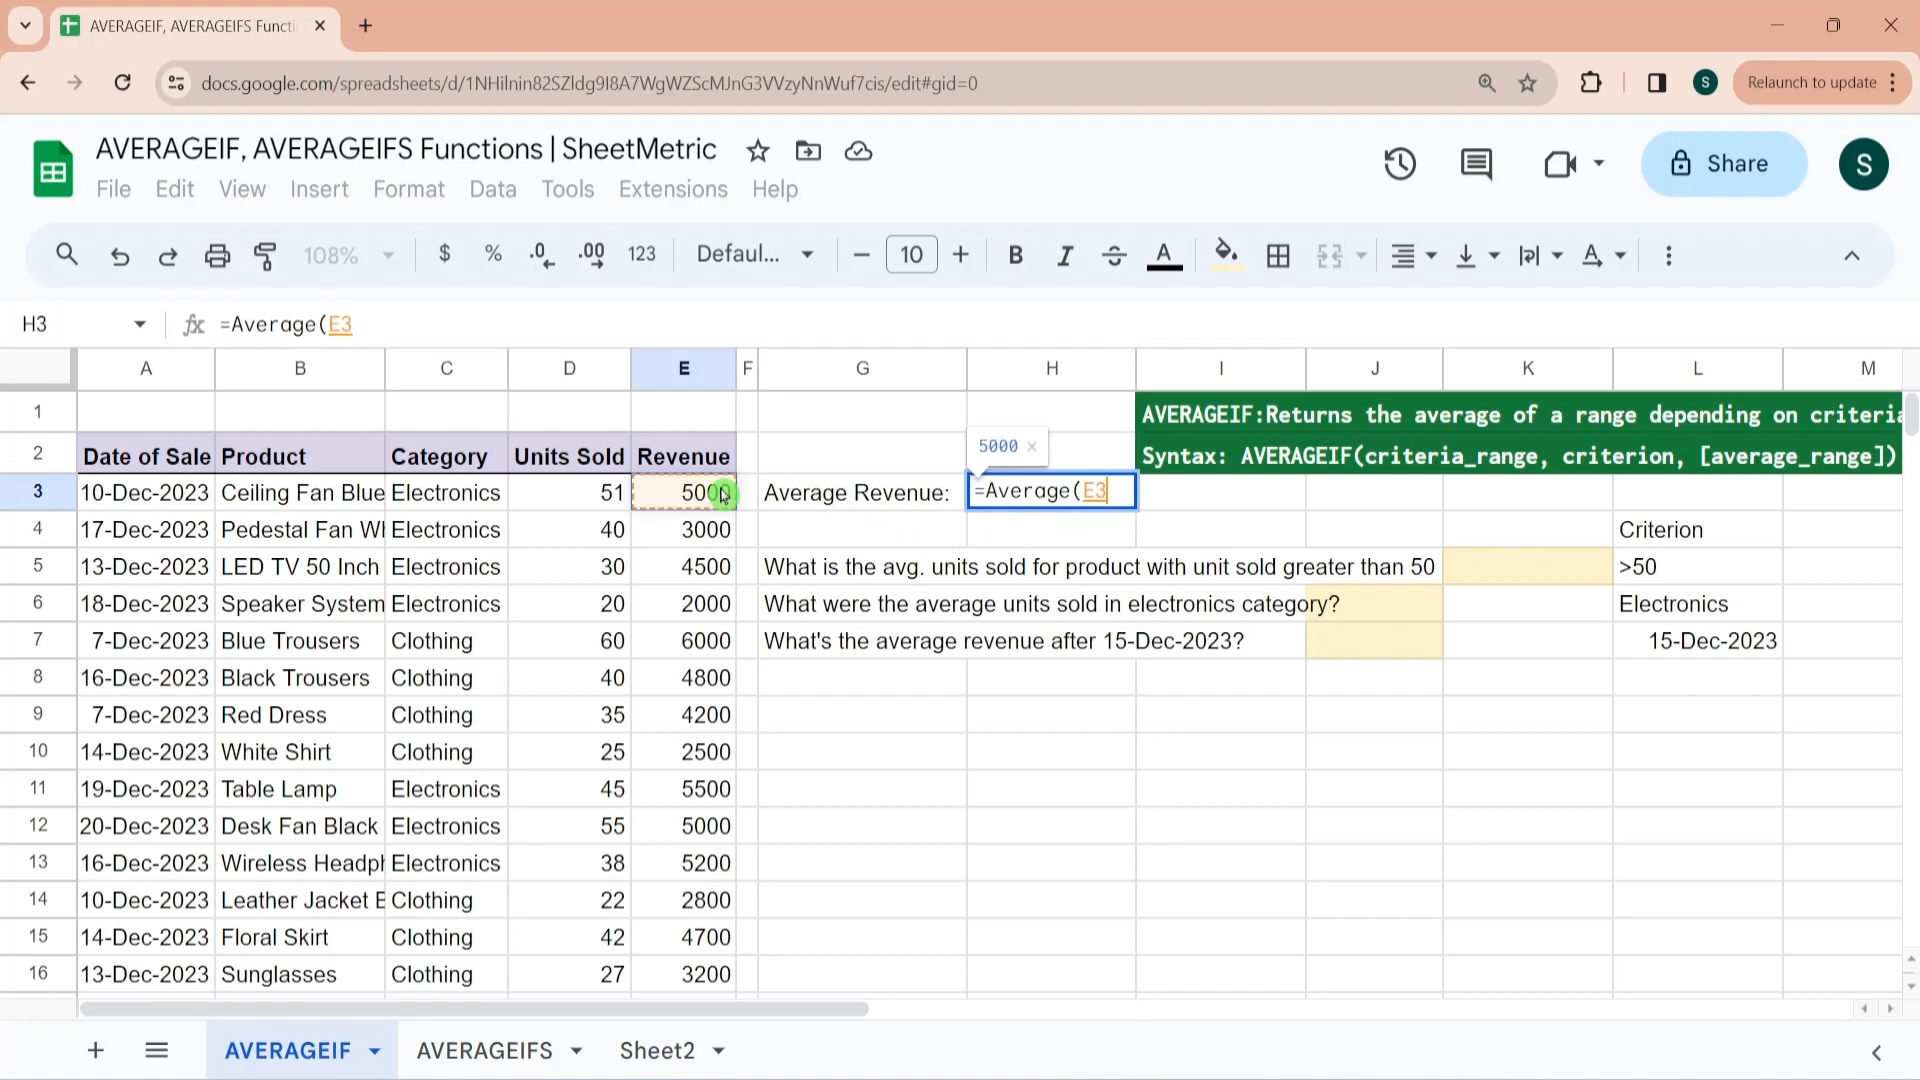 AVERAGEIF, AVERAGEIFS Functi
docs.google.com/spreadsheets/d/1NHilnin82SZldg9I8A7WgWZScMJnG3VVzyNnWuf7cis/edit#gid=0
S
Relaunch to update
AVERAGEIF, AVERAGEIFS Functions | SheetMetric
File Edit View Insert Format Data Tools Extensions Help
Share
S
108%
$ % .0 .00 123
Defaul...
10
B I S A
H3
fx =Average(E3
A B C D E F G H I J K L M
1 AVERAGEIF:Returns the average of a range depending on criteria
2 Date of Sale Product Category Units Sold Revenue 5000 × Syntax: AVERAGEIF(criteria_range, criterion, [average_range])
3 10-Dec-2023 Ceiling Fan Blue Electronics 51 5000 Average Revenue: =Average(E3
4 17-Dec-2023 Pedestal Fan Wh Electronics 40 3000 Criterion
5 13-Dec-2023 LED TV 50 Inch Electronics 30 4500 What is the avg. units sold for product with unit sold greater than 50 >50
6 18-Dec-2023 Speaker System Electronics 20 2000 What were the average units sold in electronics category? Electronics
7 7-Dec-2023 Blue Trousers Clothing 60 6000 What's the average revenue after 15-Dec-2023? 15-Dec-2023
8 16-Dec-2023 Black Trousers Clothing 40 4800
9 7-Dec-2023 Red Dress Clothing 35 4200
10 14-Dec-2023 White Shirt Clothing 25 2500
11 19-Dec-2023 Table Lamp Electronics 45 5500
12 20-Dec-2023 Desk Fan Black Electronics 55 5000
13 16-Dec-2023 Wireless Headph Electronics 38 5200
14 10-Dec-2023 Leather Jacket B Clothing 22 2800
15 14-Dec-2023 Floral Skirt Clothing 42 4700
16 13-Dec-2023 Sunglasses Clothing 27 3200
AVERAGEIF AVERAGEIFS Sheet2